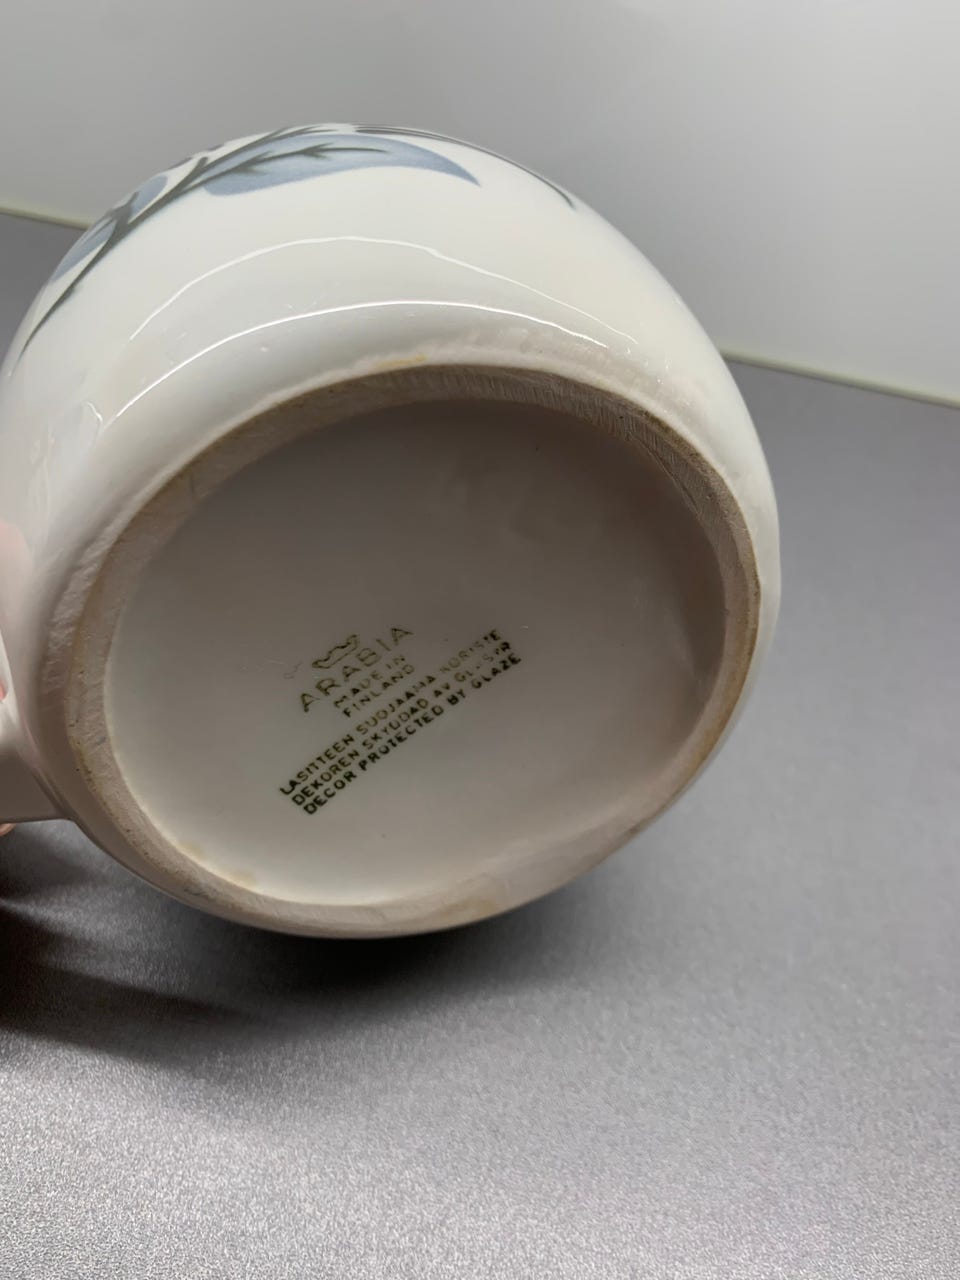 ARABIA
MADE IN
FINLAND
LASITTEEN SUOJAAMA KORISTE
DEKOREN SKYDDAD AV GLASYR
DECOR PROTECTED BY GLAZE